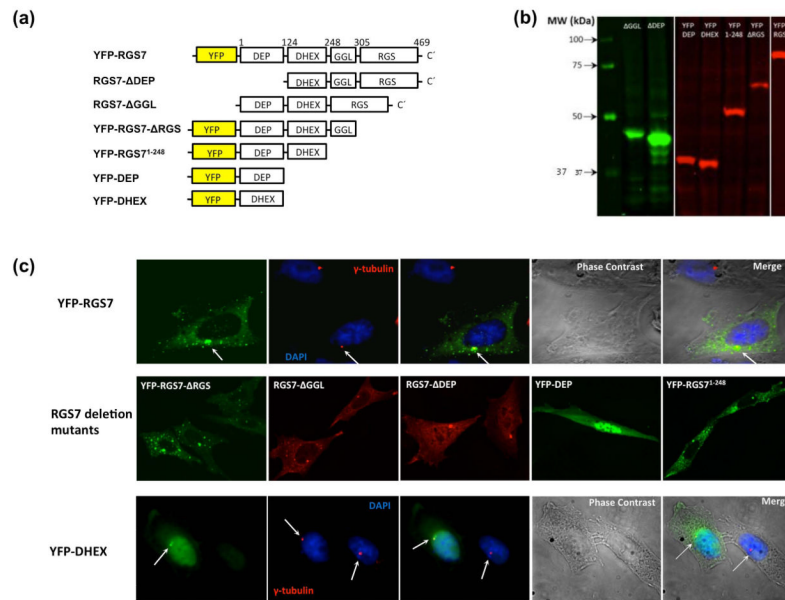 (a)
1 124 248 305 469
YFP-RGS7 YFP DEP DHEX GGL RGS C´
RGS7-ΔDEP DHEX GGL RGS C´
RGS7-ΔGGL DEP DHEX RGS C´
YFP-RGS7-ΔRGS YFP DEP DHEX GGL
YFP-RGS7¹⁻²⁴⁸ YFP DEP DHEX
YFP-DEP YFP DEP
YFP-DHEX YFP DHEX
(b)
MW (kDa) ΔGGL ΔDEP YFP YFP YFP YFP YFP
DEP DHEX 1-248 ΔRGS RGS
100
75
50
37 37
(c)
YFP-RGS7
γ-tubulin
DAPI
Phase Contrast
Merge
RGS7 deletion
mutants
YFP-RGS7-ΔRGS
RGS7-ΔGGL
RGS7-ΔDEP
YFP-DEP
YFP-RGS7¹⁻²⁴⁸
YFP-DHEX
DAPI
γ-tubulin
Phase Contrast